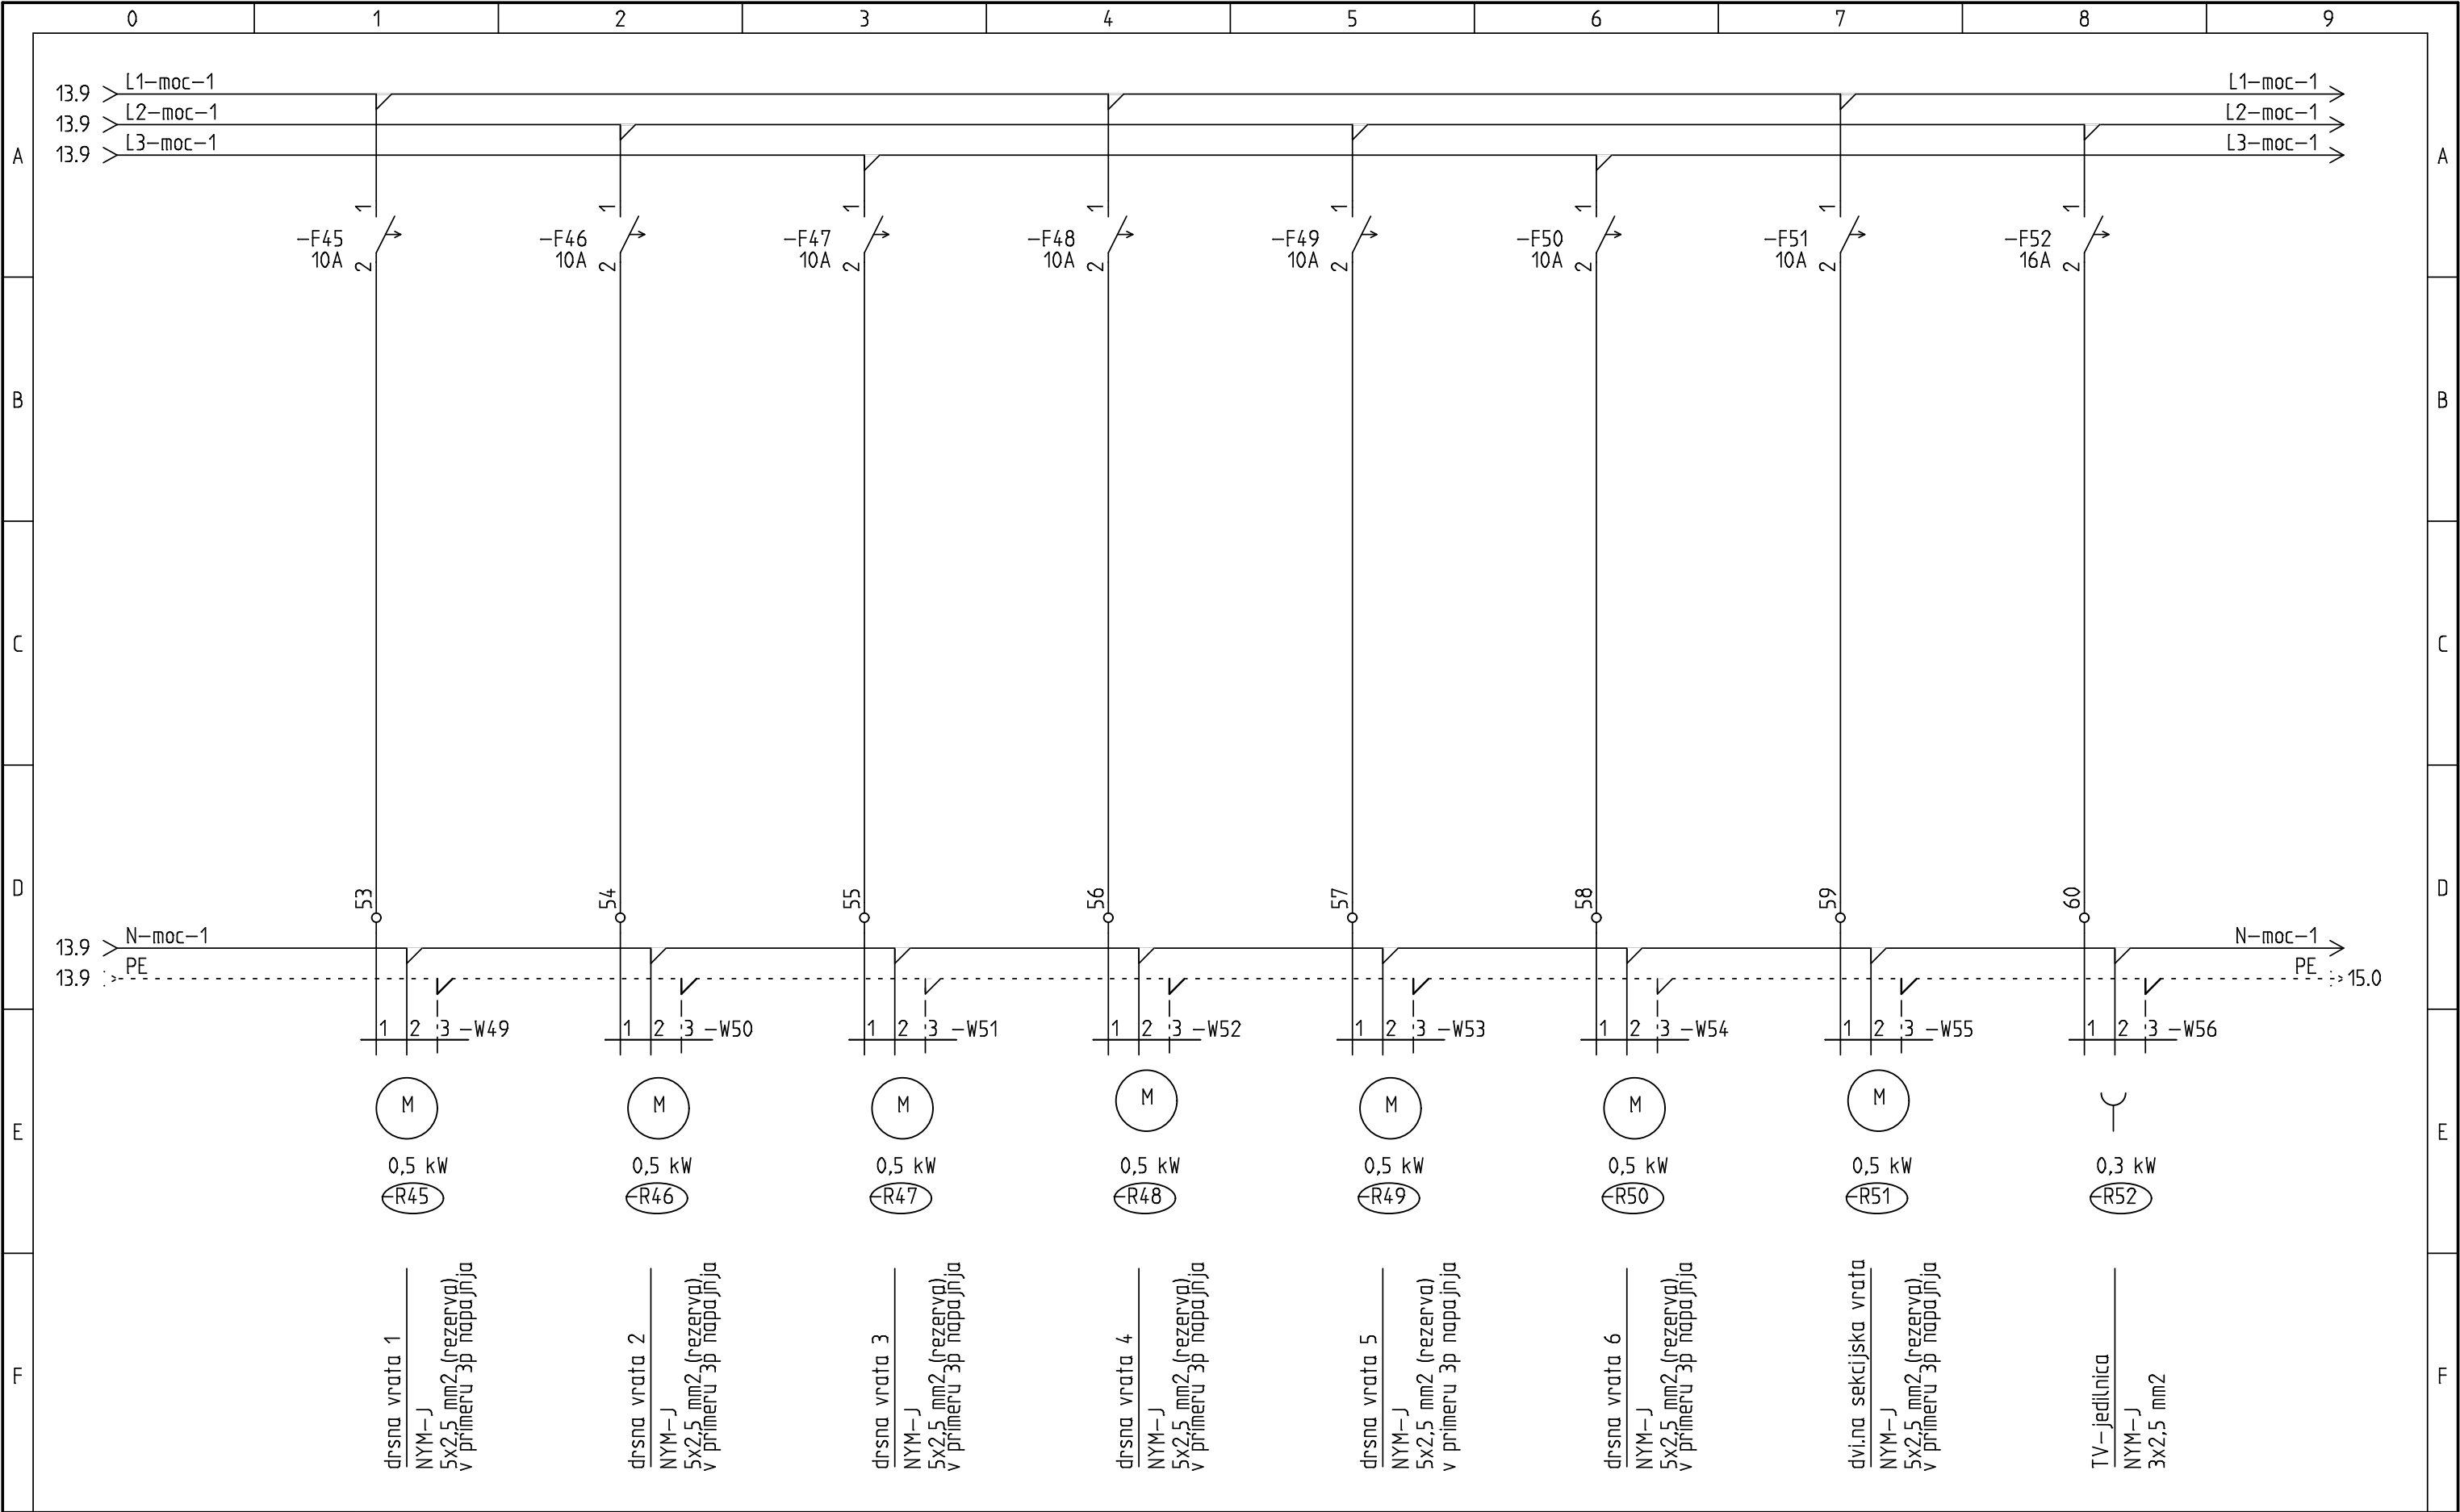 0 1 2 3 4 5 6 7 8 9
13.9 L1-moc-1 L1-moc-1
13.9 L2-moc-1 L2-moc-1
13.9 L3-moc-1 L3-moc-1
A A
1 1 1 1 1 1 1 1
-F45 -F46 -F47 -F48 -F49 -F50 -F51 -F52
10A 10A 10A 10A 10A 10A 10A 16A
2 2 2 2 2 2 2 2
B B
C C
D D
53 54 55 56 57 58 59 60
13.9 N-moc-1 N-moc-1
13.9 PE PE 15.0
1 2 3 -W49 1 2 3 -W50 1 2 3 -W51 1 2 3 -W52 1 2 3 -W53 1 2 3 -W54 1 2 3 -W55 1 2 3 -W56
M M M M M M M
E E
0,5 kW 0,5 kW 0,5 kW 0,5 kW 0,5 kW 0,5 kW 0,5 kW 0,3 kW
-R45 -R46 -R47 -R48 -R49 -R50 -R51 -R52
F F
drsna vrata 1
NYM-J
5x2,5 mm2 (rezerva)
v primeru 3p napajnja
drsna vrata 2
NYM-J
5x2,5 mm2 (rezerva)
v primeru 3p napajnja
drsna vrata 3
NYM-J
5x2,5 mm2 (rezerva)
v primeru 3p napajnja
drsna vrata 4
NYM-J
5x2,5 mm2 (rezerva)
v primeru 3p napajnja
drsna vrata 5
NYM-J
5x2,5 mm2 (rezerva)
v primeru 3p napajnja
drsna vrata 6
NYM-J
5x2,5 mm2 (rezerva)
v primeru 3p napajnja
dvi.na sekcijska vrata
NYM-J
5x2,5 mm2 (rezerva)
v primeru 3p napajnja
TV-jedilnica
NYM-J
3x2,5 mm2